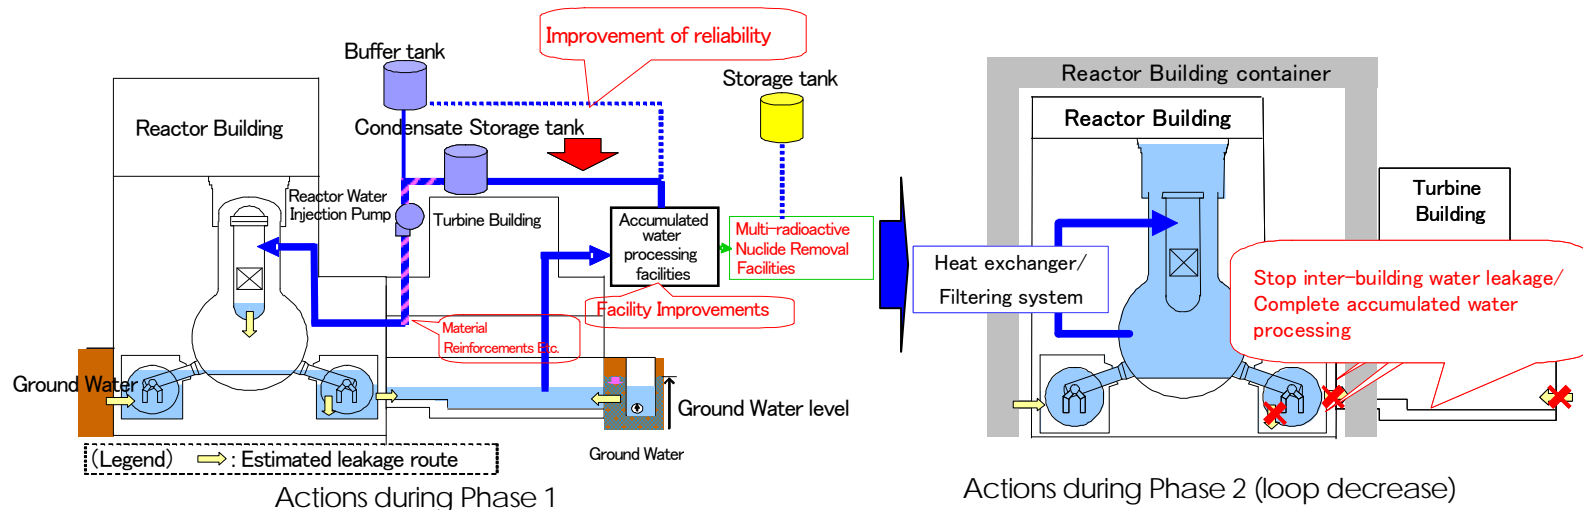 Improvement of reliability
Buffer tank
Storage tank
Reactor Building
Condensate Storage tank
Reactor Water
Injection Pump
Turbine Building
Accumulated
water
processing
facilities
Multi-radioactive
Nuclide Removal
Facilities
Facility Improvements
Material
Reinforcements Etc.
Ground Water
Ground Water level
Ground Water
(Legend) : Estimated leakage route
Actions during Phase 1
Reactor Building container
Reactor Building
Turbine
Building
Heat exchanger/
Filtering system
Stop inter-building water leakage/
Complete accumulated water
processing
Actions during Phase 2 (loop decrease)